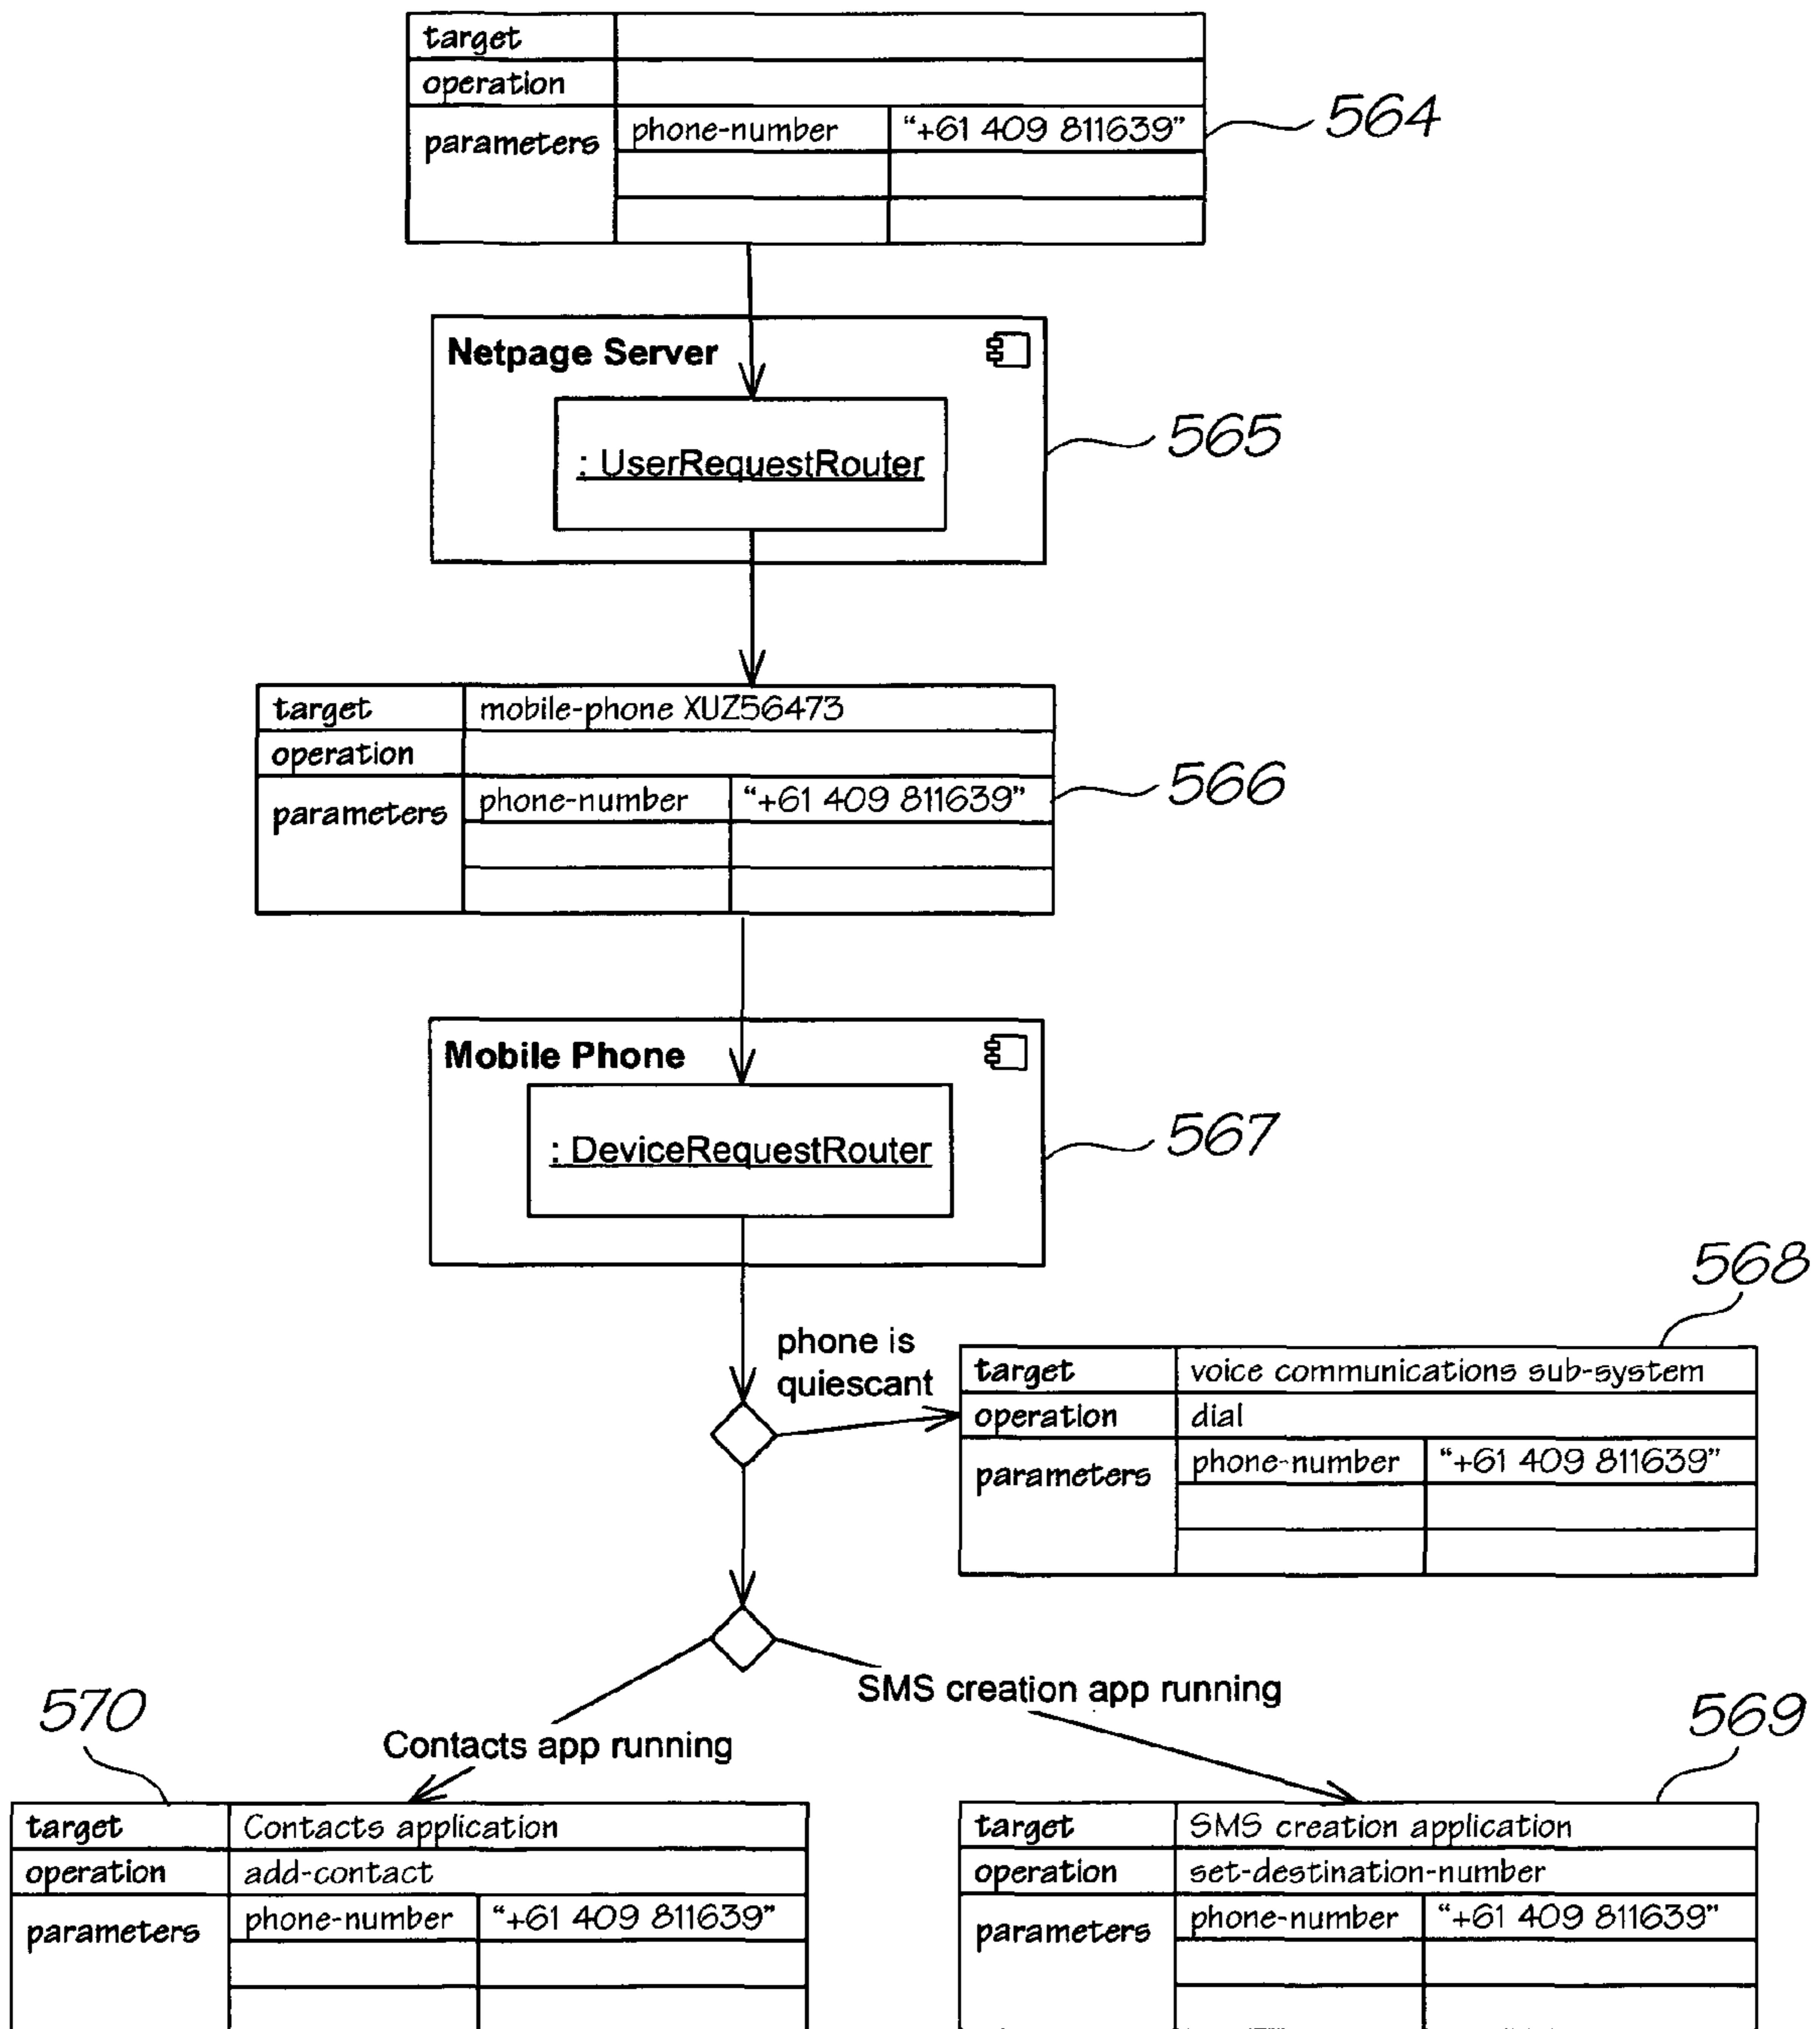 target
operation
parameters phone-number “+61 409 811639”
564
Netpage Server
: UserRequestRouter
565
target mobile-phone XUZ56473
operation
parameters phone-number “+61 409 811639”
566
Mobile Phone
: DeviceRequestRouter
567
568
phone is
quiescant
target voice communications sub-system
operation dial
parameters phone-number “+61 409 811639”
SMS creation app running
570
569
Contacts app running
target Contacts application
operation add-contact
parameters phone-number “+61 409 811639”
target SMS creation application
operation set-destination-number
parameters phone-number “+61 409 811639”